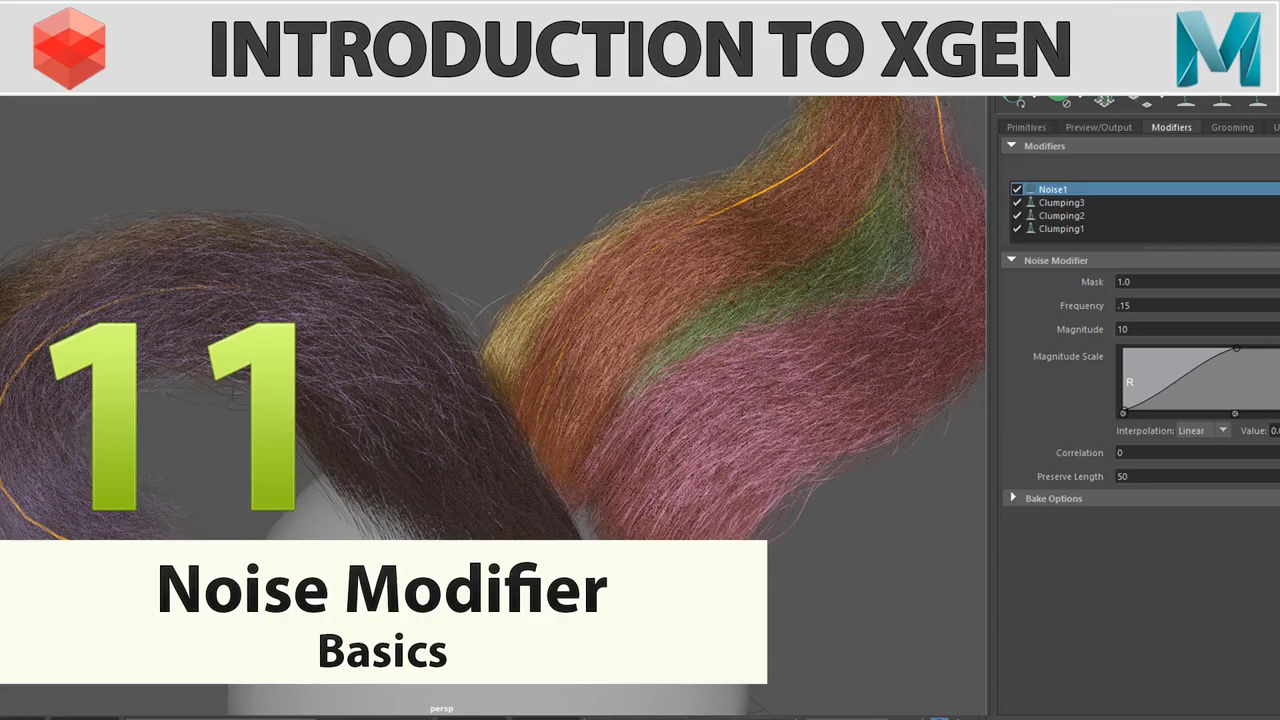 INTRODUCTION TO XGEN
Primitives Preview/Output Modifiers Grooming
Modifiers
Noise1
Clumping3
Clumping2
Clumping1
Noise Modifier
Mask 1.0
Frequency .15
Magnitude 10
Magnitude Scale
R
Interpolation: Linear Value: 0.0
Correlation 0
Preserve Length 50
Bake Options
11
Noise Modifier
Basics
persp